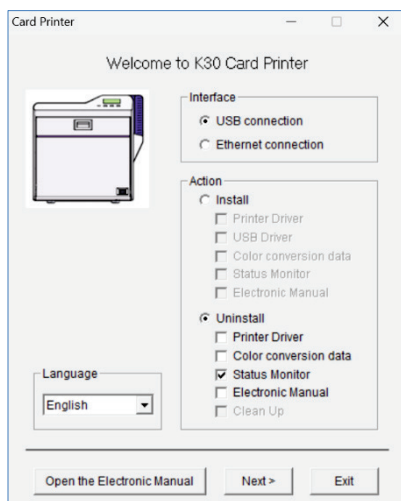 Card Printer
Welcome to K30 Card Printer
Interface
USB connection
Ethernet connection
Action
Install
Printer Driver
USB Driver
Color conversion data
Status Monitor
Electronic Manual
Uninstall
Printer Driver
Color conversion data
Status Monitor
Electronic Manual
Clean Up
Language
English
Open the Electronic Manual Next > Exit